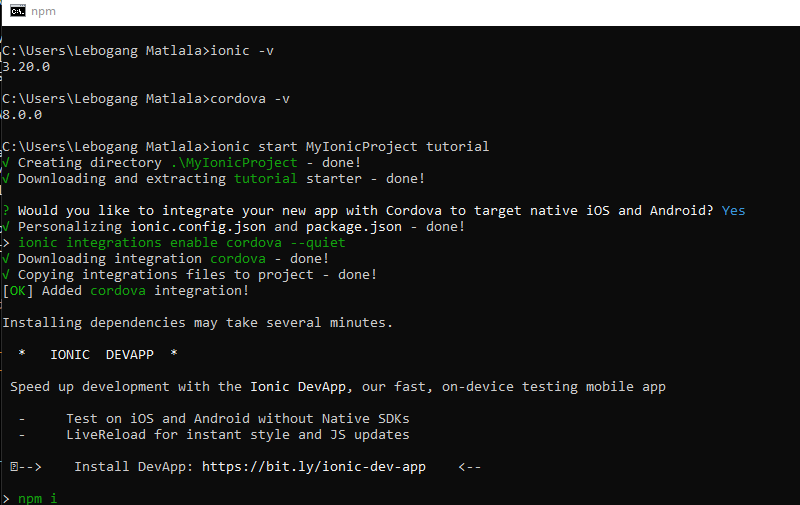 npm
C:\Users\Lebogang Matlala>ionic -v
3.20.0
C:\Users\Lebogang Matlala>cordova -v
8.0.0
C:\Users\Lebogang Matlala>ionic start MyIonicProject tutorial
√ Creating directory .\MyIonicProject - done!
√ Downloading and extracting tutorial starter - done!
? Would you like to integrate your new app with Cordova to target native iOS and Android? Yes
√ Personalizing ionic.config.json and package.json - done!
> ionic integrations enable cordova --quiet
√ Downloading integration cordova - done!
√ Copying integrations files to project - done!
[OK] Added cordova integration!
Installing dependencies may take several minutes.
* IONIC DEVAPP *
Speed up development with the Ionic DevApp, our fast, on-device testing mobile app
- Test on iOS and Android without Native SDKs
- LiveReload for instant style and JS updates
--> Install DevApp: https://bit.ly/ionic-dev-app <--
> npm i